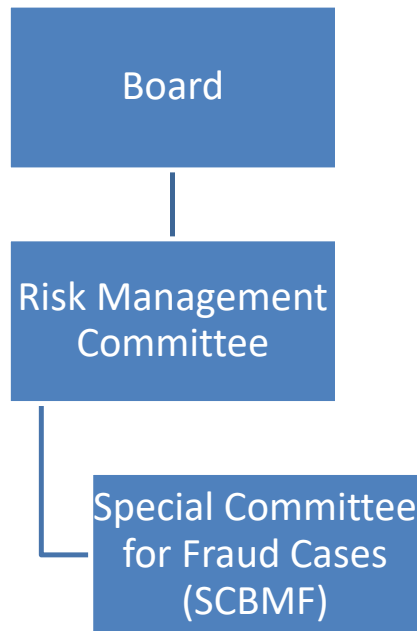 Board
Risk Management
Committee
Special Committee
for Fraud Cases
(SCBMF)